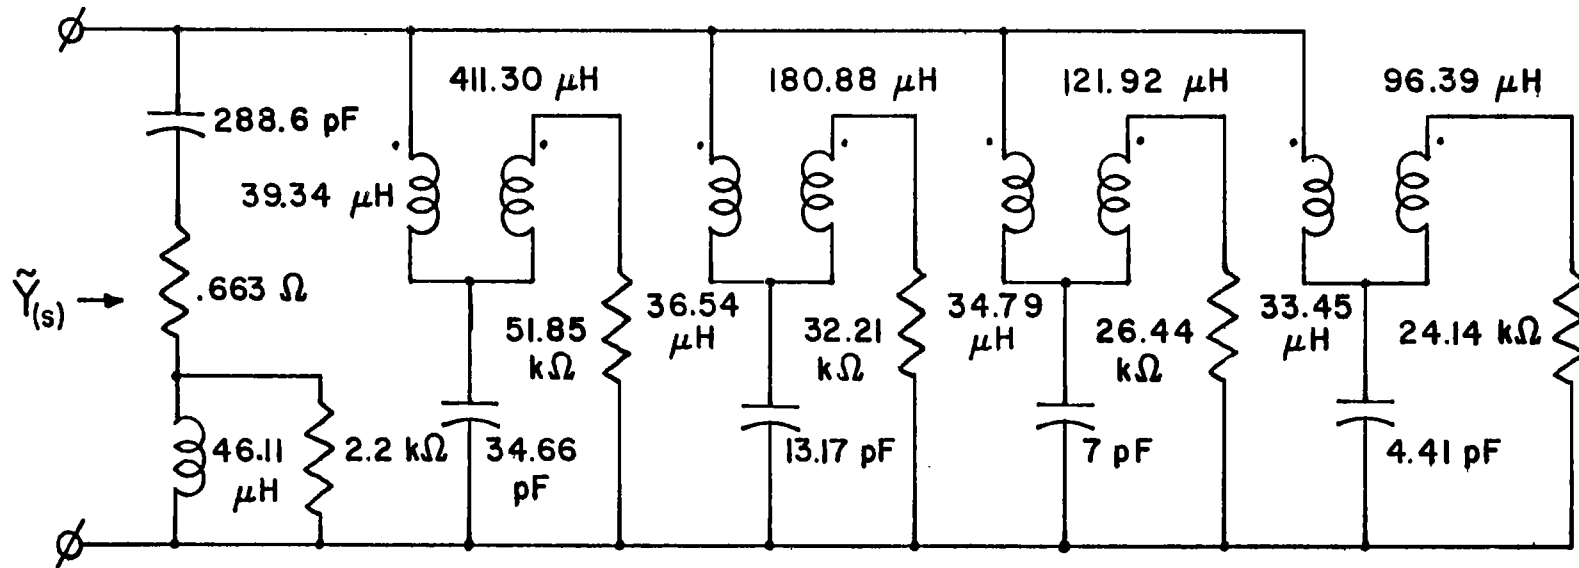 411.30 μH
180.88 μH
121.92 μH
96.39 μH
288.6 pF
39.34 μH
Ỹ(s)
.663 Ω
51.85
kΩ
36.54
μH
32.21
kΩ
34.79
μH
26.44
kΩ
33.45
μH
24.14 kΩ
46.11
μH
2.2 kΩ
34.66
pF
13.17 pF
7 pF
4.41 pF